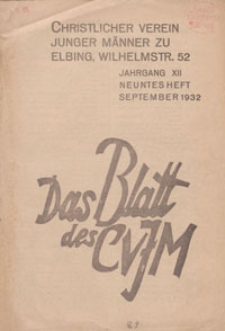 CHRISTLICHER VEREIN
JUNGER MÄNNER ZU
ELBING, WILHELMSTR. 52
JAHRGANG XII
NEUNTES HEFT
SEPTEMBER 1932
Das Blatt
des CVJM